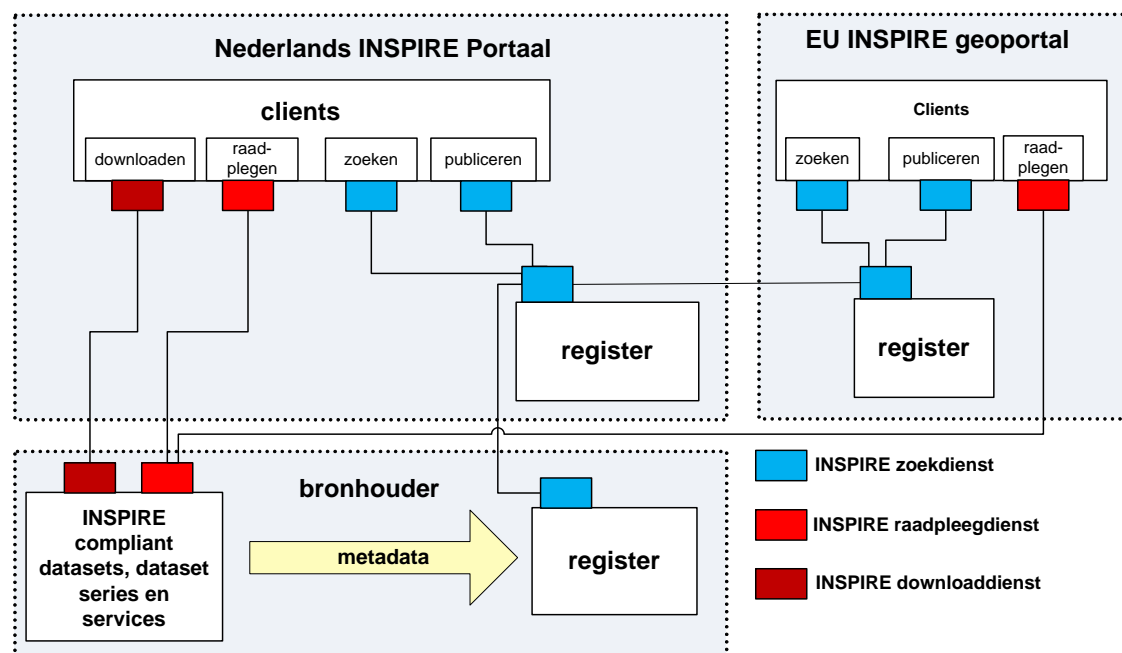 Nederlands INSPIRE Portaal
clients
downloaden
raad-
plegen
zoeken
publiceren
register
EU INSPIRE geoportal
Clients
zoeken
publiceren
raad-
plegen
register
bronhouder
INSPIRE
compliant
datasets, dataset
series en
services
metadata
register
INSPIRE zoekdienst
INSPIRE raadpleegdienst
INSPIRE downloaddienst